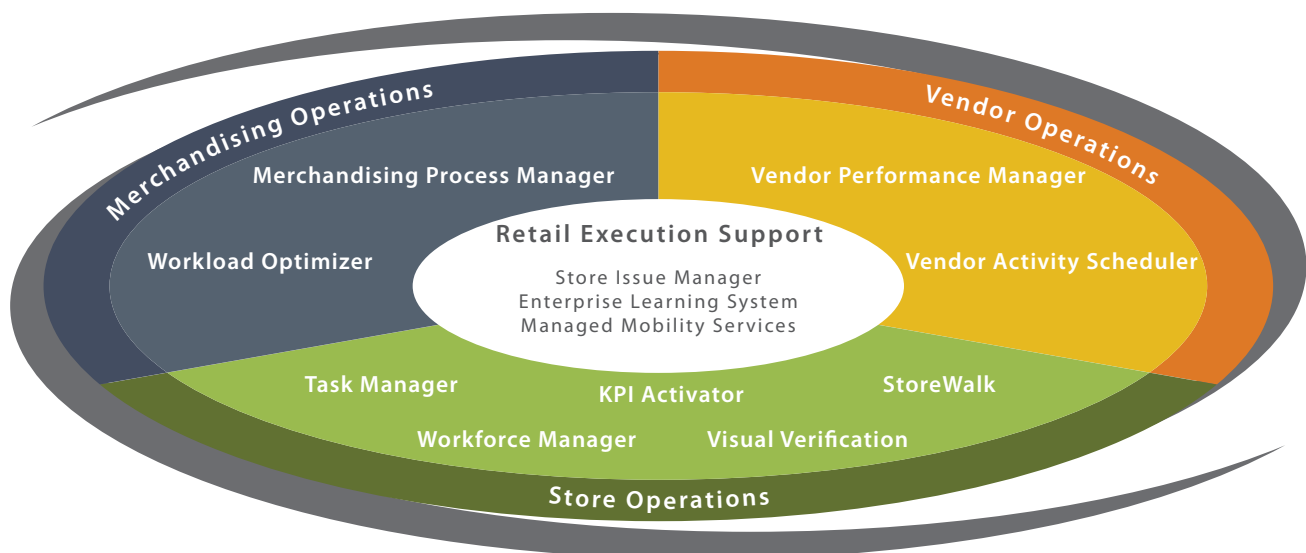 Merchandising Operations
Vendor Operations
Merchandising Process Manager
Vendor Performance Manager
Workload Optimizer
Vendor Activity Scheduler
Retail Execution Support
Store Issue Manager
Enterprise Learning System
Managed Mobility Services
Task Manager
KPI Activator
StoreWalk
Workforce Manager
Visual Verification
Store Operations